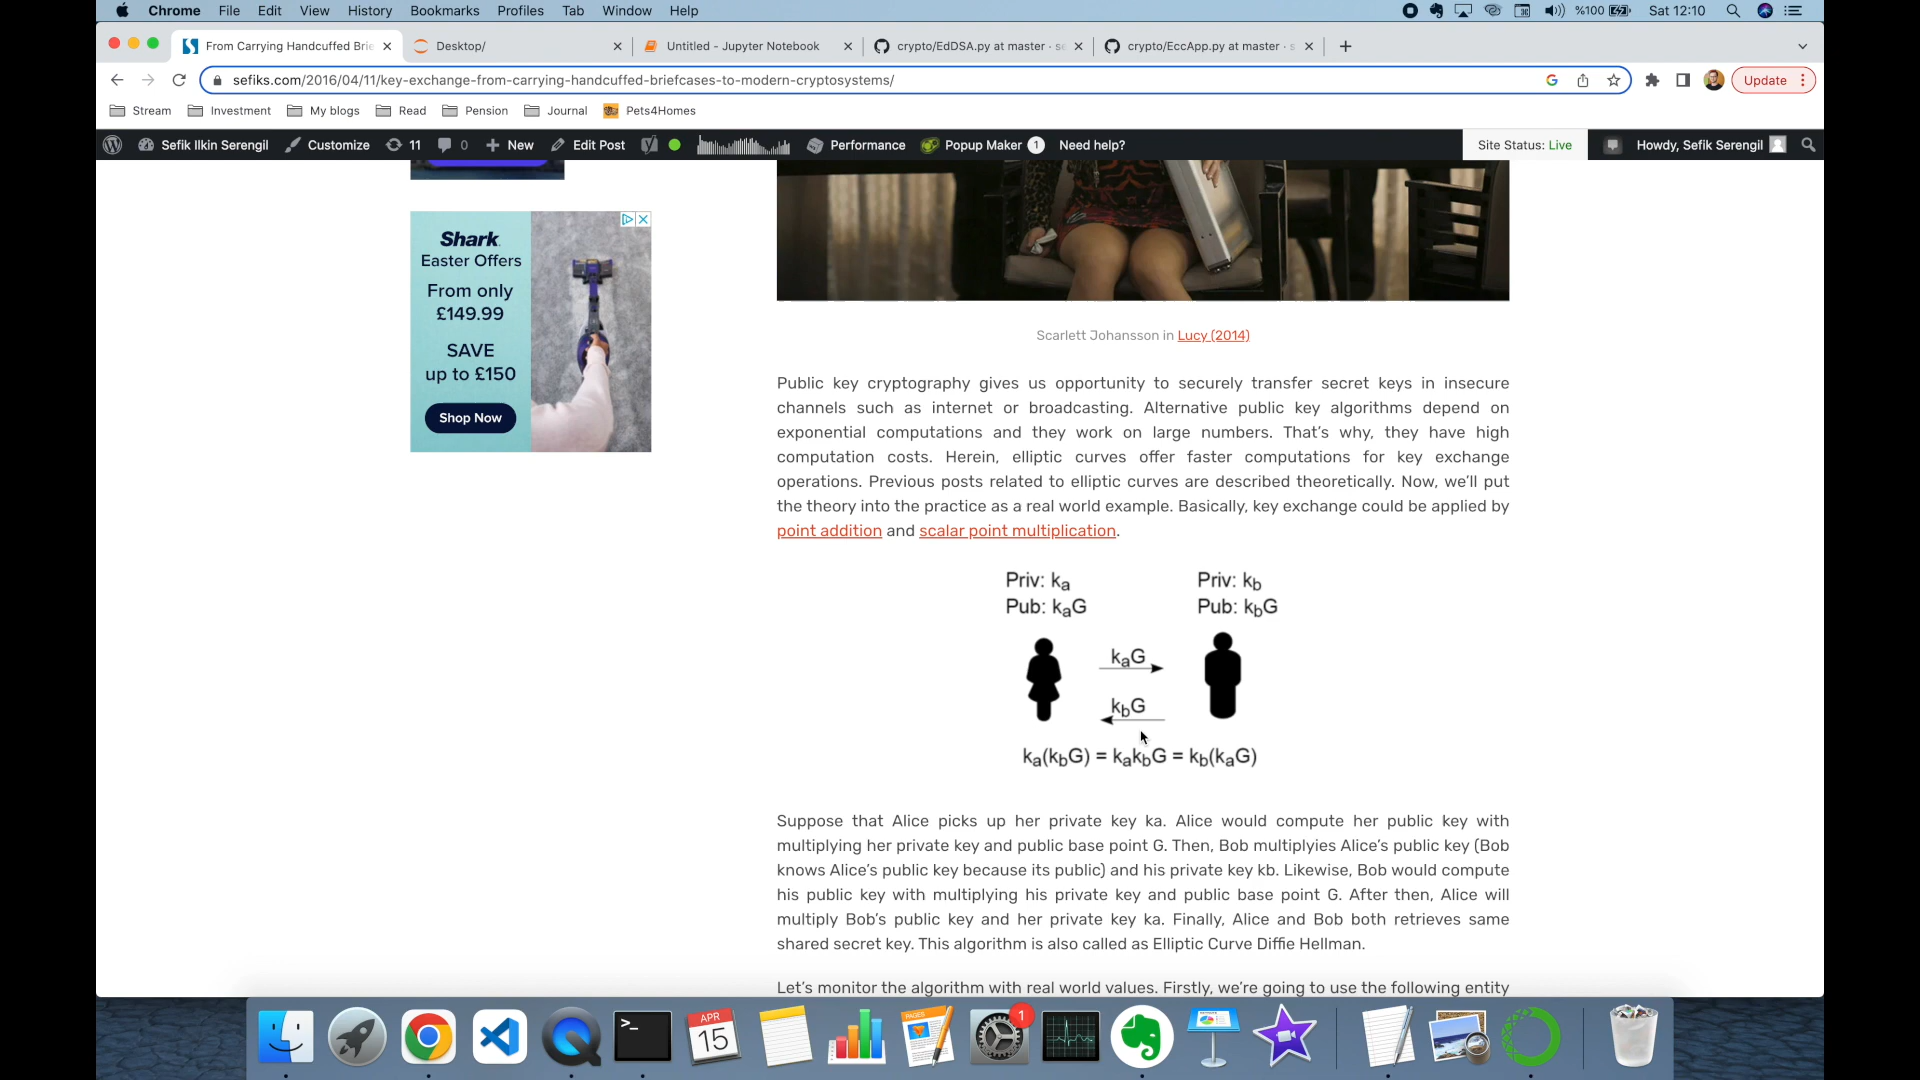 Chrome File Edit View History Bookmarks Profiles Tab Window Help %100 Sat 12:10
From Carrying Handcuffed Brie Desktop/ Untitled - Jupyter Notebook crypto/EdDSA.py at master · se crypto/EccApp.py at master · s
sefiks.com/2016/04/11/key-exchange-from-carrying-handcuffed-briefcases-to-modern-cryptosystems/ Update
Stream Investment My blogs Read Pension Journal Pets4Homes
Sefik Ilkin Serengil Customize 11 0 New Edit Post Performance Popup Maker 1 Need help? Site Status: Live Howdy, Sefik Serengil
Shark
Easter Offers
From only
£149.99
SAVE
up to £150
Shop Now
Scarlett Johansson in Lucy (2014)
Public key cryptography gives us opportunity to securely transfer secret keys in insecure
channels such as internet or broadcasting. Alternative public key algorithms depend on
exponential computations and they work on large numbers. That's why, they have high
computation costs. Herein, elliptic curves offer faster computations for key exchange
operations. Previous posts related to elliptic curves are described theoretically. Now, we'll put
the theory into the practice as a real world example. Basically, key exchange could be applied by
point addition and scalar point multiplication.
Priv: kₐ Priv: k_b
Pub: kₐG Pub: k_bG
kₐG
k_bG
kₐ(k_bG) = kₐk_bG = k_b(kₐG)
Suppose that Alice picks up her private key ka. Alice would compute her public key with
multiplying her private key and public base point G. Then, Bob multiplyies Alice's public key (Bob
knows Alice's public key because its public) and his private key kb. Likewise, Bob would compute
his public key with multiplying his private key and public base point G. After then, Alice will
multiply Bob's public key and her private key ka. Finally, Alice and Bob both retrieves same
shared secret key. This algorithm is also called as Elliptic Curve Diffie Hellman.
Let's monitor the algorithm with real world values. Firstly, we're going to use the following entity
APR
15
PAGES
1